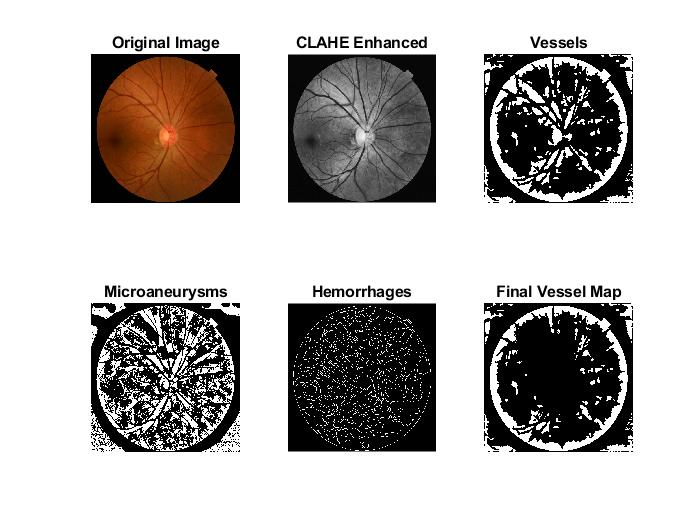 Original Image
CLAHE Enhanced
Vessels
Microaneurysms
Hemorrhages
Final Vessel Map